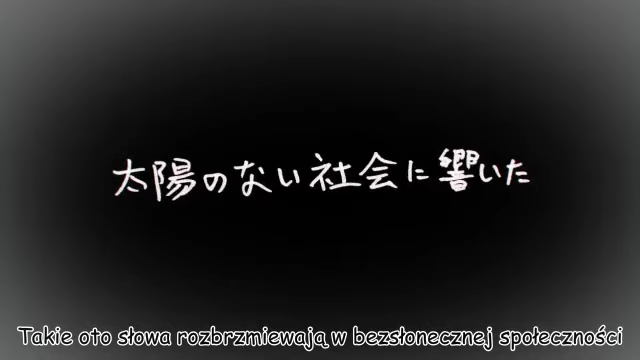 太陽のない社会に響いた
Takie oto słowa rozbrzmiewają w bezsłonecznej społeczności